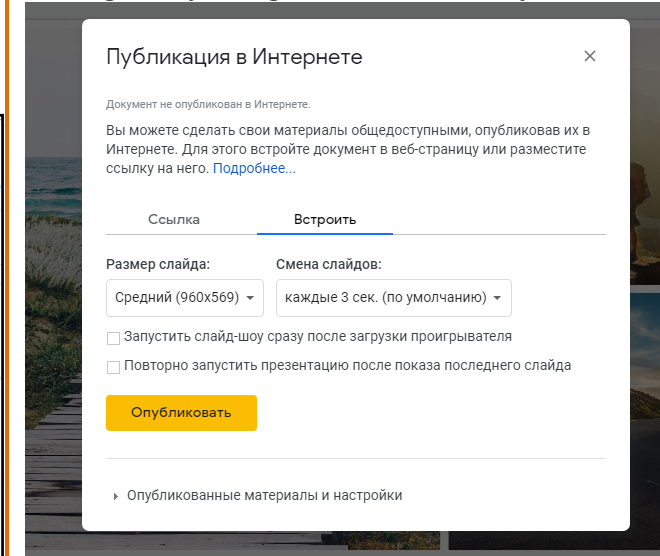 Публикация в Интернете
Документ не опубликован в Интернете.
Вы можете сделать свои материалы общедоступными, опубликовав их в
Интернете. Для этого встройте документ в веб-страницу или разместите
ссылку на него. Подробнее...
Ссылка Встроить
Размер слайда: Смена слайдов:
Средний (960x569) каждые 3 сек. (по умолчанию)
Запустить слайд-шоу сразу после загрузки проигрывателя
Повторно запустить презентацию после показа последнего слайда
Опубликовать
Опубликованные материалы и настройки